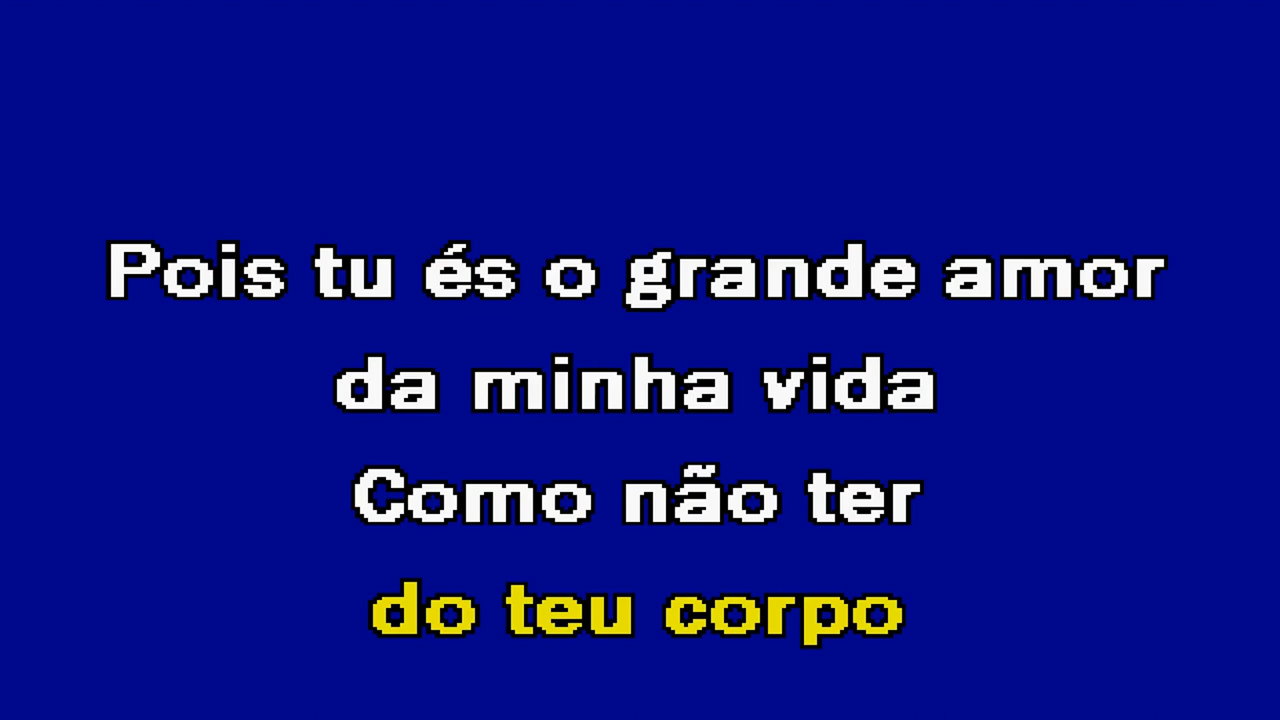 Pois tu és o grande amor
da minha vida
Como não ter
do teu corpo